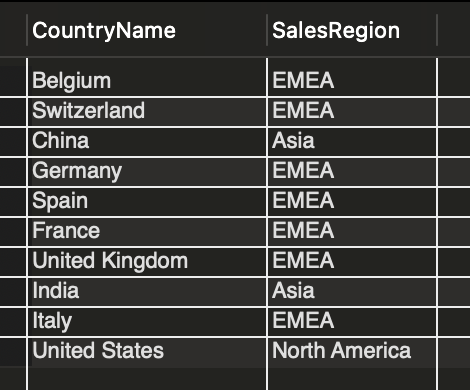 CountryName SalesRegion
Belgium EMEA
Switzerland EMEA
China Asia
Germany EMEA
Spain EMEA
France EMEA
United Kingdom EMEA
India Asia
Italy EMEA
United States North America